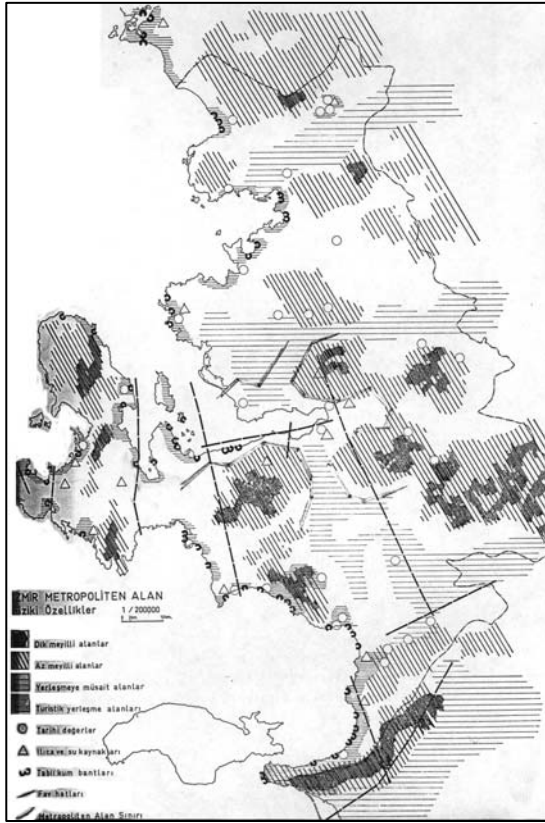 İZMİR METROPOLİTEN ALAN
Fiziki Özellikler 1/200000
Dik meyilli alanlar
Az meyilli alanlar
Yerleşmeye müsait alanlar
Turistik yerleşme alanları
Tarihi değerler
Ilıca ve su kaynakları
Tabii kum bantları
Fay hatları
Metropoliten Alan Sınırı